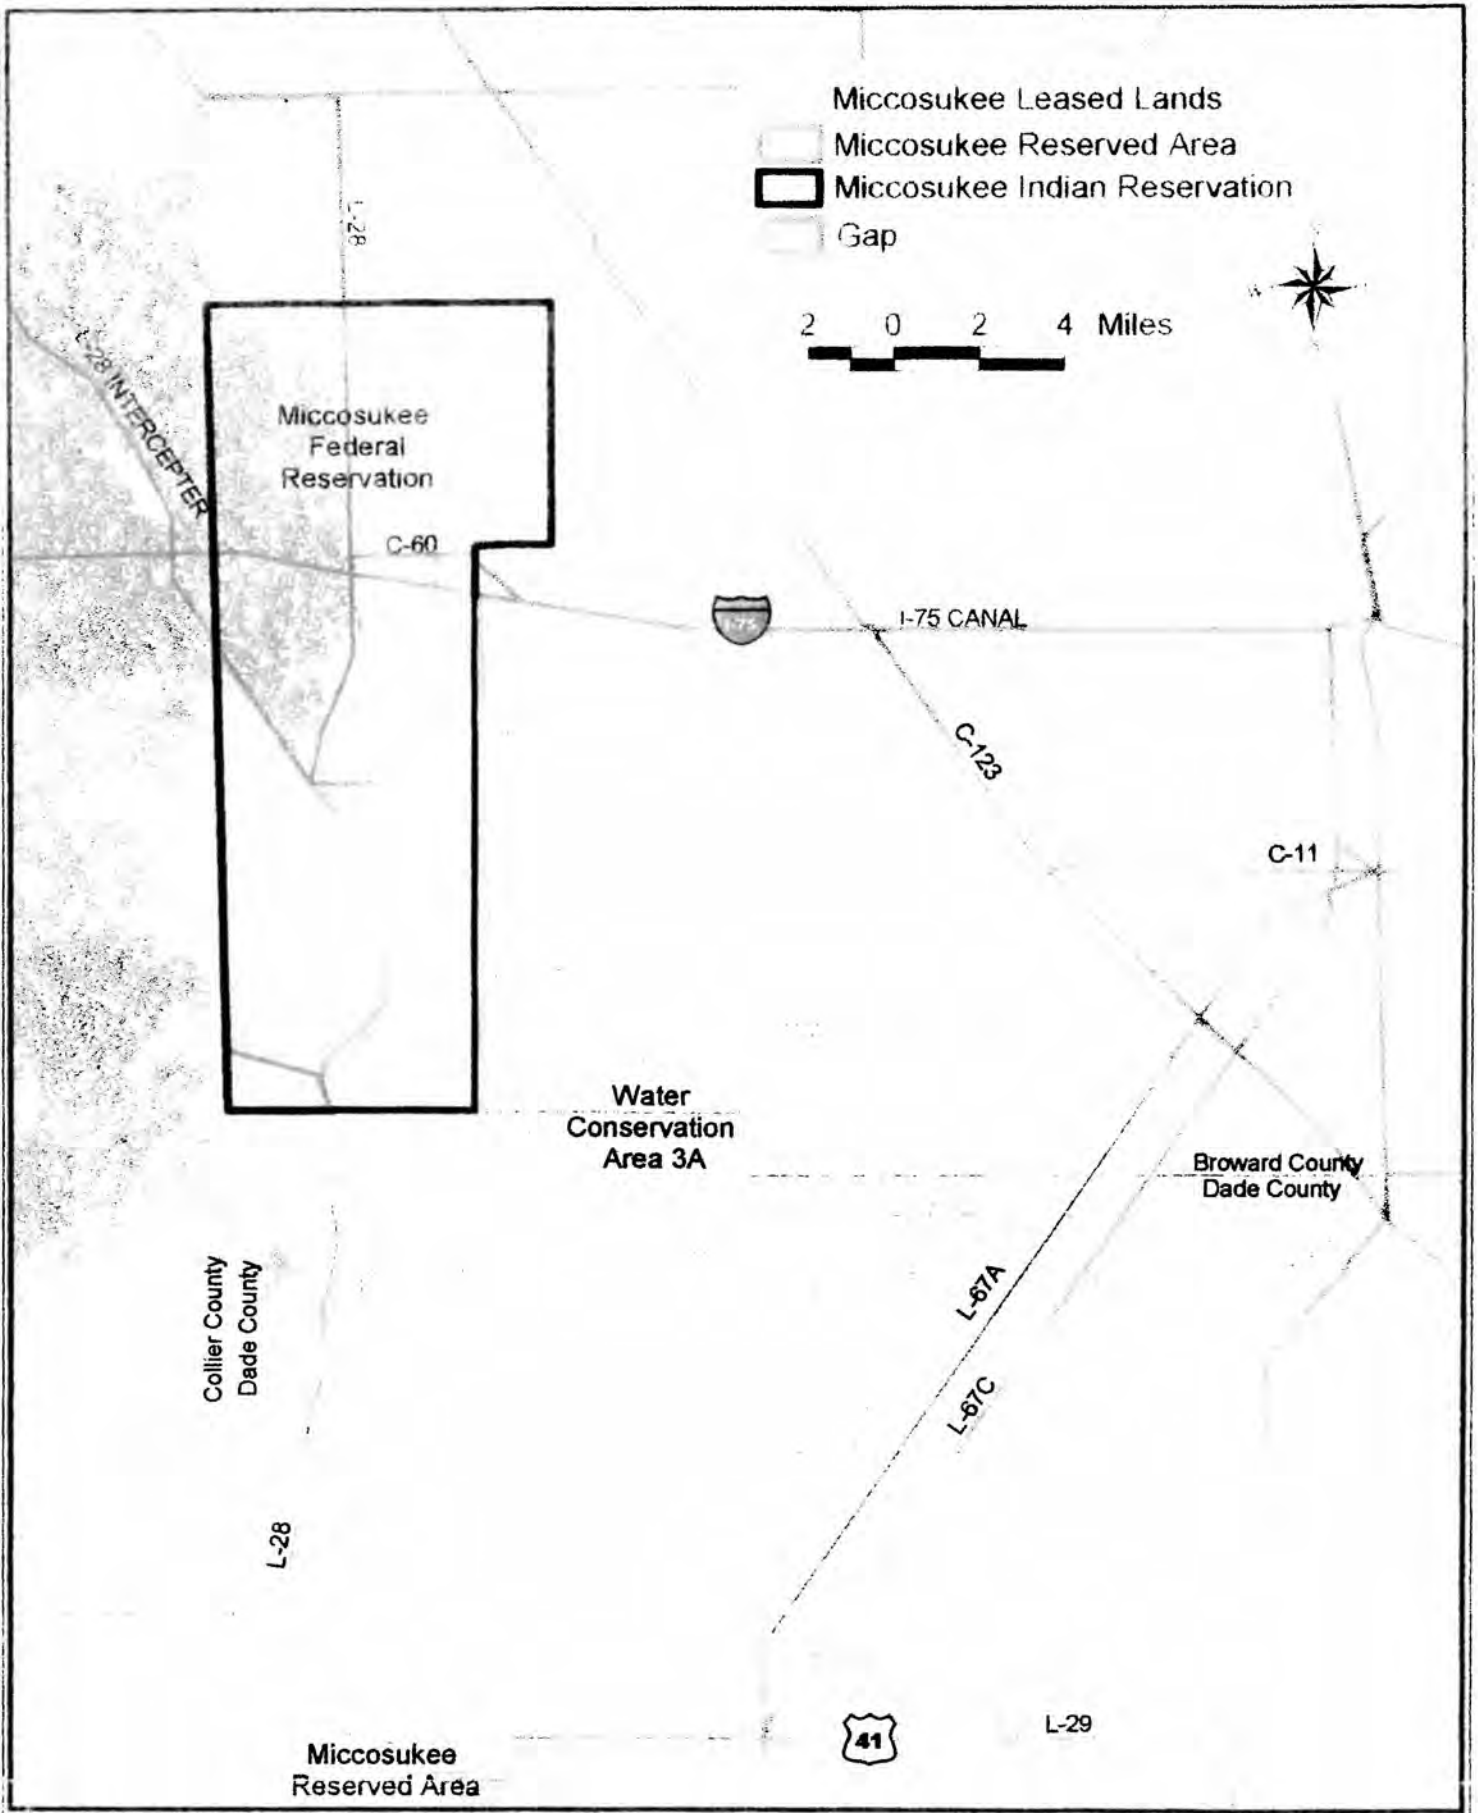 Miccosukee Leased Lands
Miccosukee Reserved Area
Miccosukee Indian Reservation
Gap
W
2 0 2 4 Miles
L-28
L-28 INTERCEPTER
Miccosukee
Federal
Reservation
C-60
I-75
I-75 CANAL
C-123
C-11
Water
Conservation
Area 3A
Broward County
Dade County
Collier County
Dade County
L-67A
L-67C
L-28
41
L-29
Miccosukee
Reserved Area